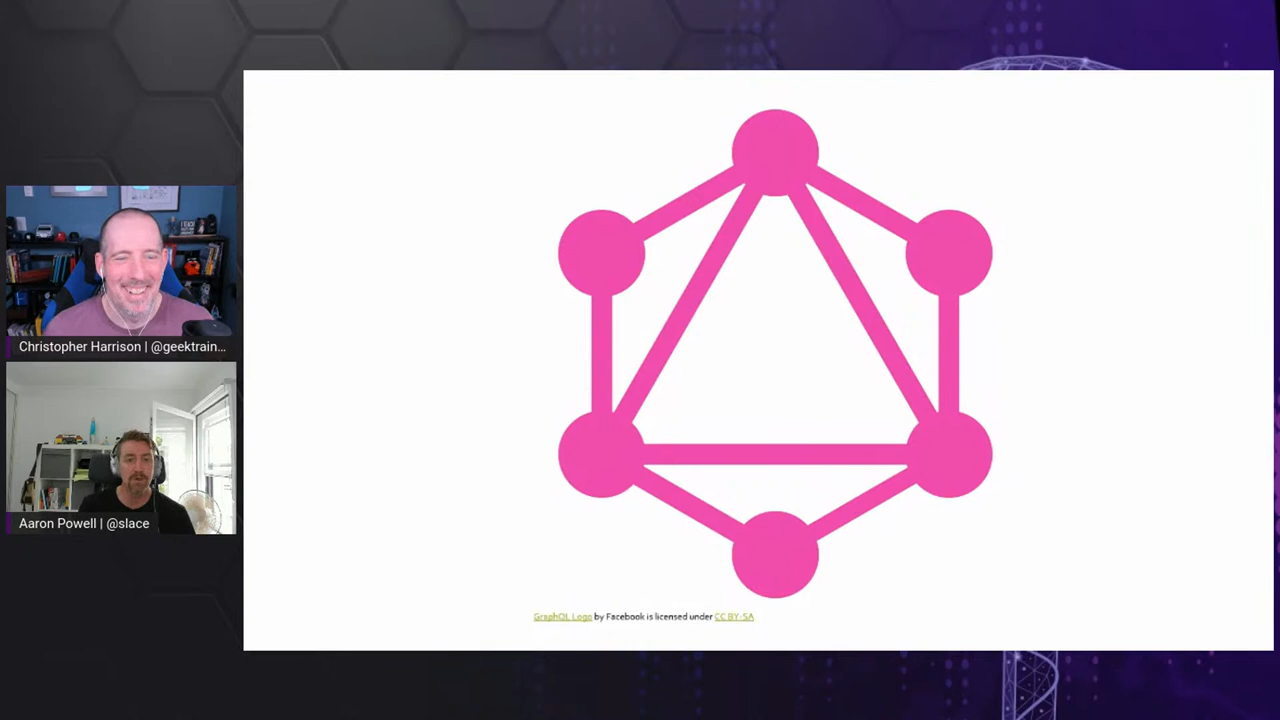 Christopher Harrison | @geektrain...
Aaron Powell | @slace
GraphQL Logo by Facebook is licensed under CC BY-SA